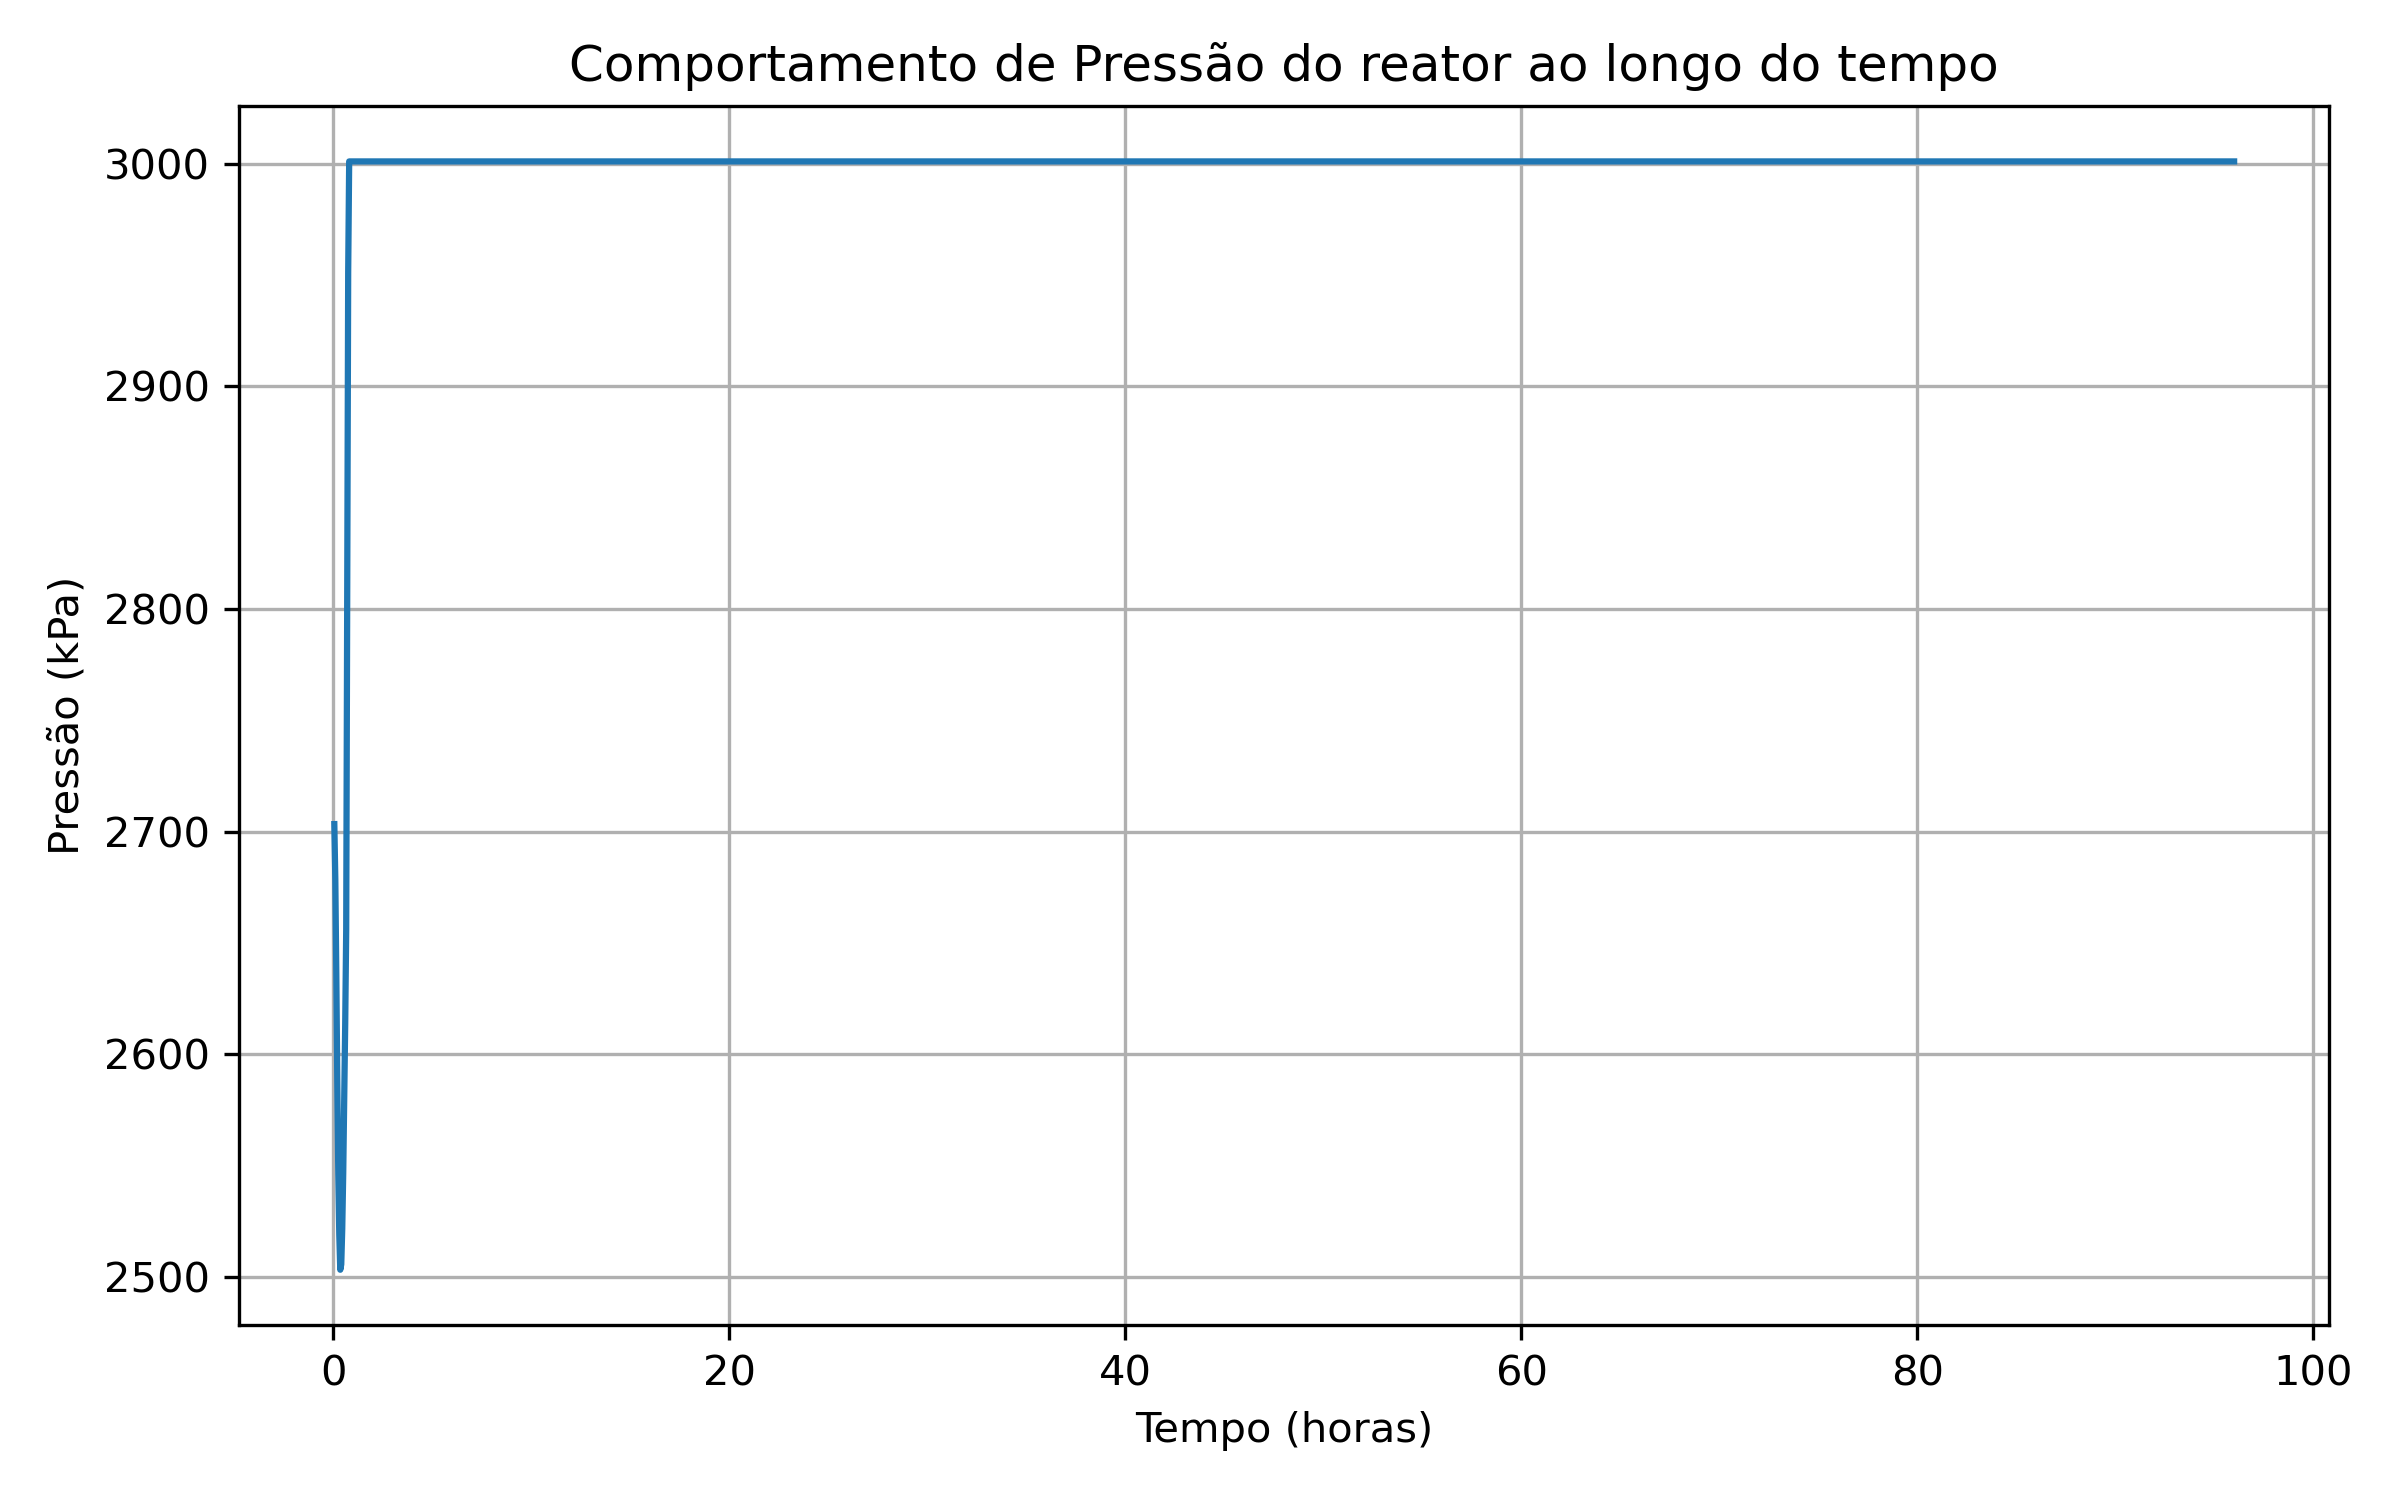 Comportamento de Pressão do reator ao longo do tempo
Pressão (kPa)
3000
2900
2800
2700
2600
2500
0 20 40 60 80 100
Tempo (horas)